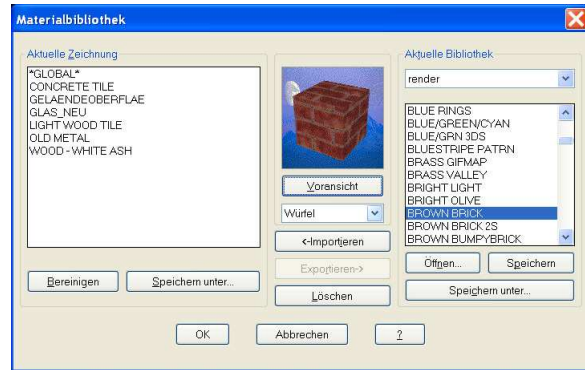 Materialbibliothek
Aktuelle Zeichnung
*GLOBAL*
CONCRETE TILE
GELAENDEOBERFLAE
GLAS_NEU
LIGHT WOOD TILE
OLD METAL
WOOD - WHITE ASH
Bereinigen
Speichern unter...
Voransicht
Würfel
<-Importieren
Exportieren->
Löschen
Aktuelle Bibliothek
render
BLUE RINGS
BLUE/GREEN/CYAN
BLUE/GRN 3DS
BLUESTRIPE PATRN
BRASS GIFMAP
BRASS VALLEY
BRIGHT LIGHT
BRIGHT OLIVE
BROWN BRICK
BROWN BRICK 2S
BROWN BUMPYBRICK
Öffnen...
Speichern
Speichern unter...
OK
Abbrechen
?